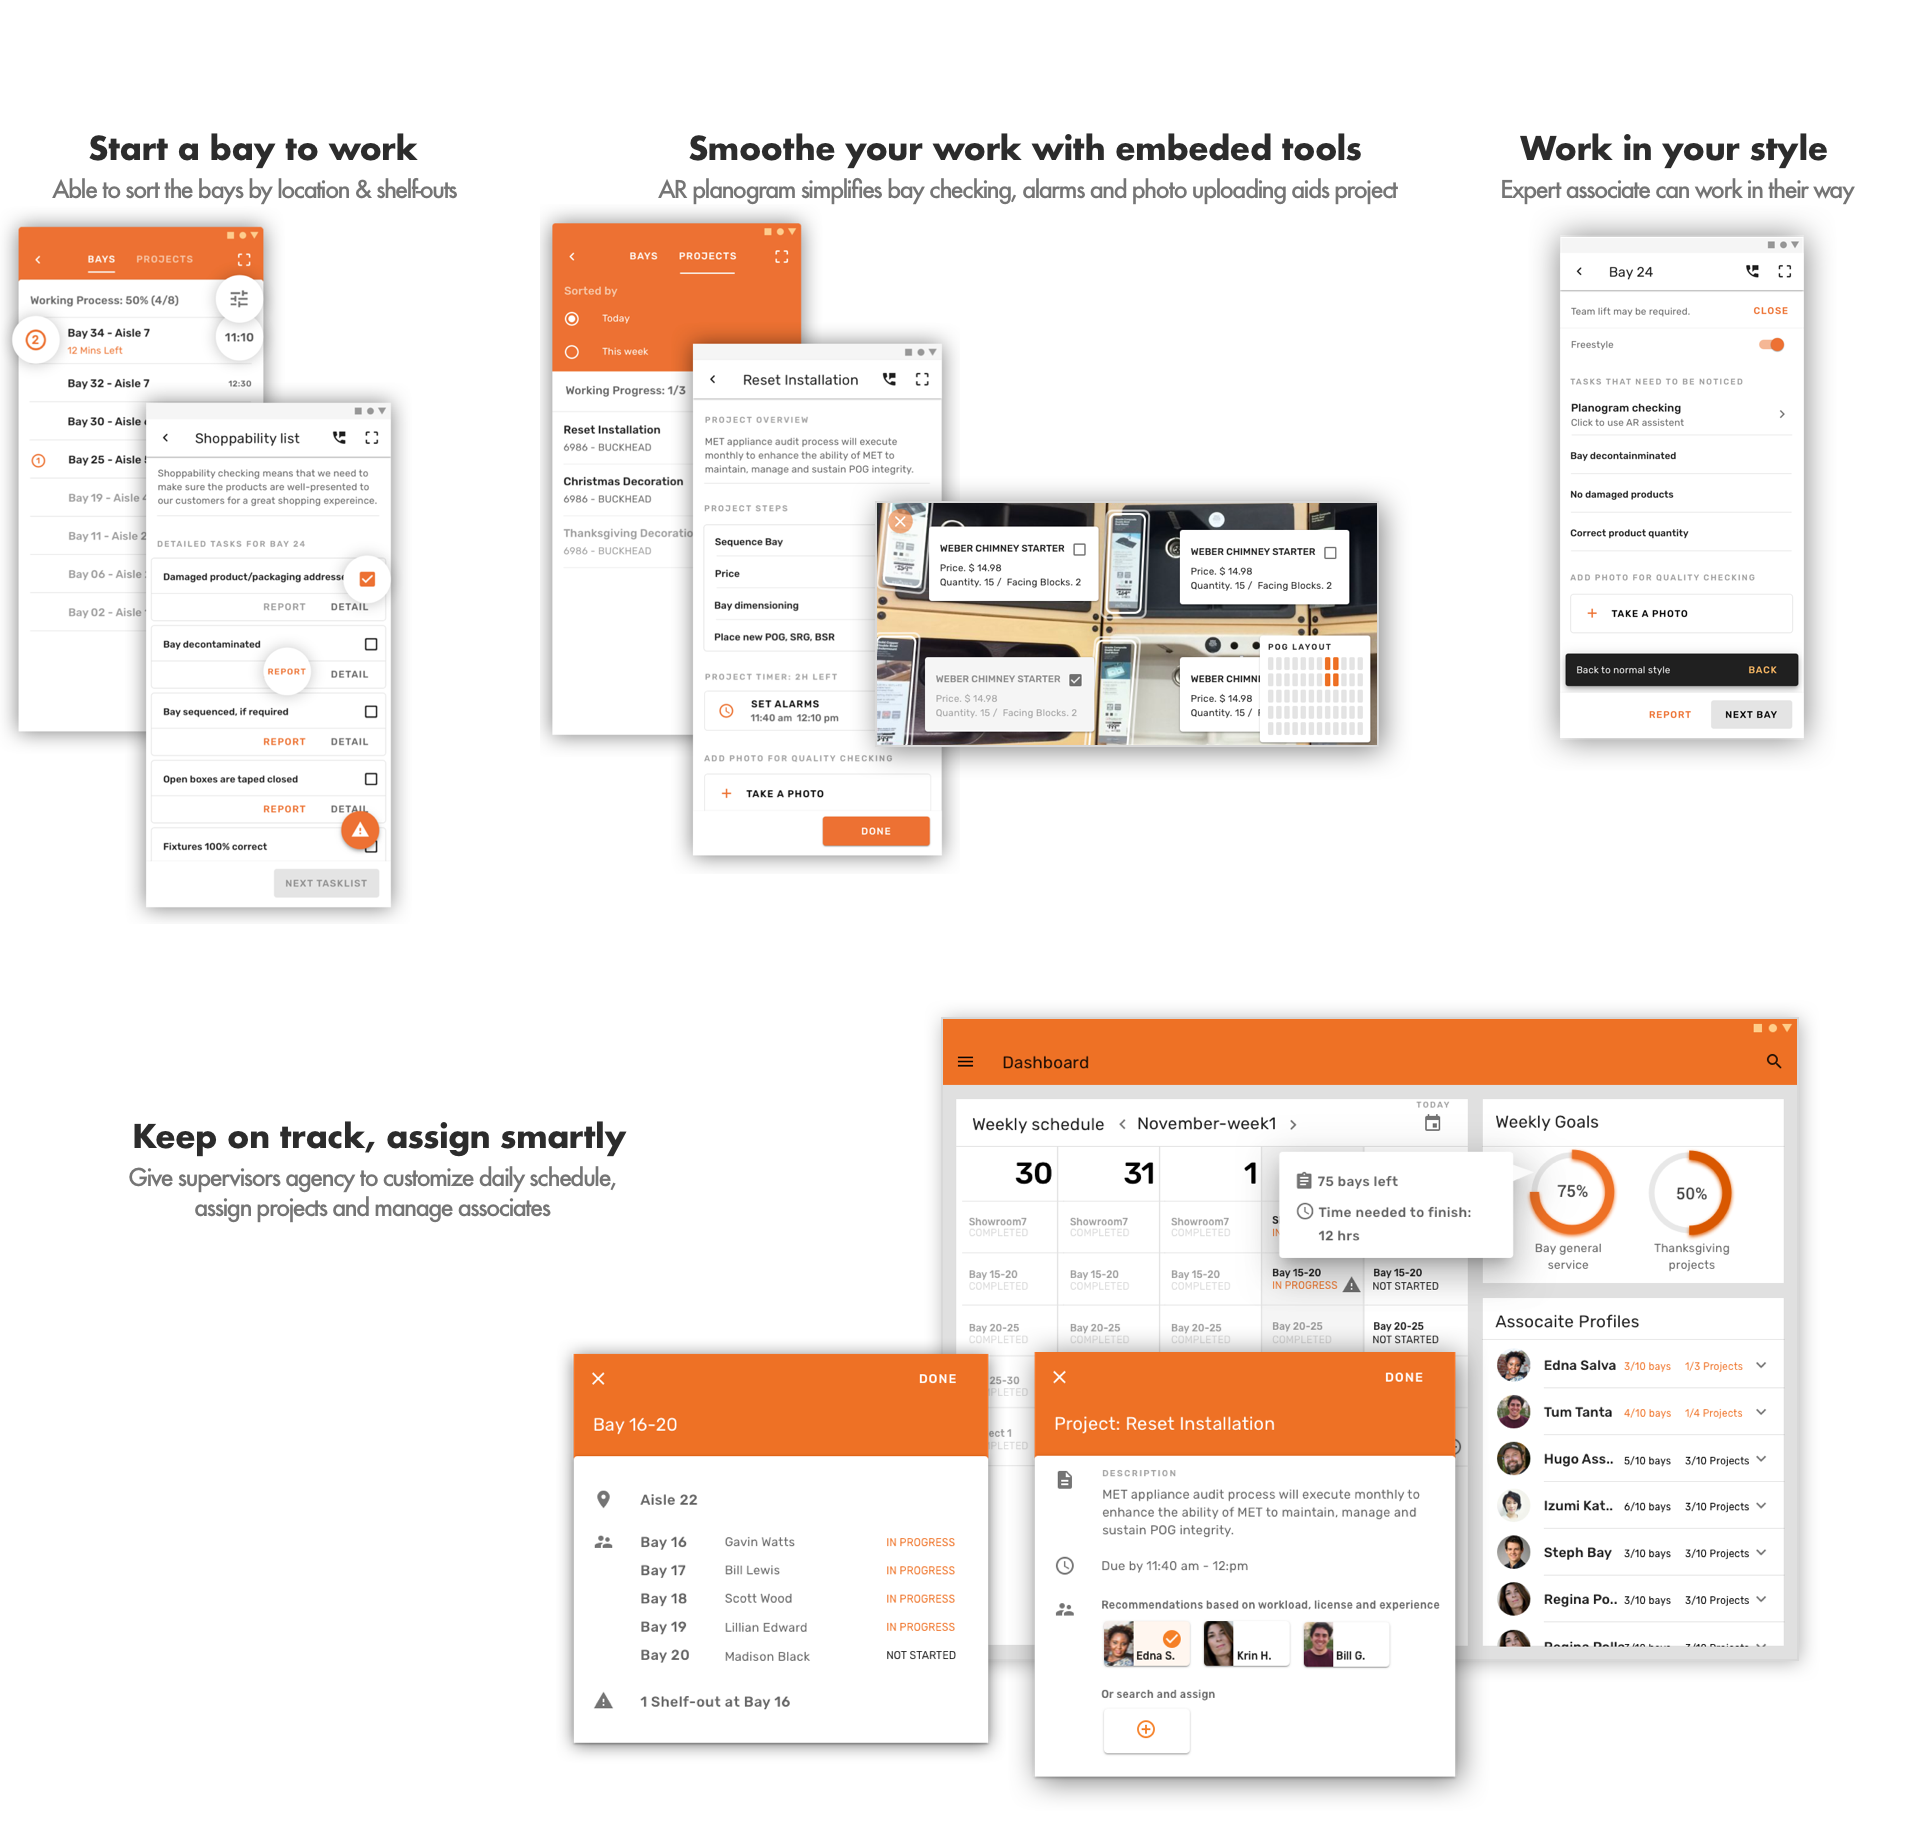 Start a bay to work
Able to sort the bays by location & shelf-outs
BAYS PROJECTS
Working Process: 50% (4/8)
2
Bay 34 - Aisle 7
12 Mins Left
11:10
Bay 32 - Aisle 7
12:30
Bay 30 - Aisle
1
Bay 25 - Aisle
Bay 19 - Aisle
Bay 11 - Aisle 2
Bay 06 - Aisle
Bay 02 - Aisle
Shoppability list
Shoppability checking means that we need to
make sure the products are well-presented to
our customers for a great shopping expereince.
DETAILED TASKS FOR BAY 24
Damaged product/packaging addresse
REPORT DETAIL
Bay decontaminated
REPORT DETAIL
Bay sequenced, if required
REPORT DETAIL
Open boxes are taped closed
REPORT DETAIL
Fixtures 100% correct
NEXT TASKLIST
Smoothe your work with embeded tools
AR planogram simplifies bay checking, alarms and photo uploading aids project
BAYS PROJECTS
Sorted by
Today
This week
Working Progress: 1/3
Reset Installation
6986 - BUCKHEAD
Christmas Decoration
6986 - BUCKHEAD
Thanksgiving Decoratio
6986 - BUCKHEAD
Reset Installation
PROJECT OVERVIEW
MET appliance audit process will execute
monthly to enhance the ability of MET to
maintain, manage and sustain POG integrity.
PROJECT STEPS
Sequence Bay
Price
Bay dimensioning
Place new POG, SRG, BSR
PROJECT TIMER: 2H LEFT
SET ALARMS
11:40 am 12:10 pm
ADD PHOTO FOR QUALITY CHECKING
+ TAKE A PHOTO
DONE
WEBER CHIMNEY STARTER
Price. $ 14.98
Quantity. 15 / Facing Blocks. 2
WEBER CHIMNEY STARTER
Price. $ 14.98
Quantity. 15 / Facing Blocks. 2
WEBER CHIMNEY STARTER
Price. $ 14.98
Quantity. 15 / Facing Blocks. 2
WEBER CHIMN
Price. $ 14.98
Quantity. 15 /
POG LAYOUT
Work in your style
Expert associate can work in their way
Bay 24
Team lift may be required.
CLOSE
Freestyle
TASKS THAT NEED TO BE NOTICED
Planogram checking
Click to use AR assistent
Bay decontainminated
No damaged products
Correct product quantity
ADD PHOTO FOR QUALITY CHECKING
+ TAKE A PHOTO
Back to normal style BACK
REPORT NEXT BAY
Keep on track, assign smartly
Give supervisors agency to customize daily schedule,
assign projects and manage associates
Dashboard
Weekly schedule < November-week1 >
TODAY
30 31 1
Showroom7 Showroom7 Showroom7 S
COMPLETED COMPLETED COMPLETED IN
Bay 15-20 Bay 15-20 Bay 15-20 Bay 15-20 Bay 15-20
COMPLETED COMPLETED COMPLETED IN PROGRESS NOT STARTED
Bay 20-25 Bay 20-25 Bay 20-25 Bay 20-25 Bay 20-25
COMPLETED COMPLETED COMPLETED COMPLETED NOT STARTED
25-30
PLETED
ect 1
PLETED
75 bays left
Time needed to finish:
12 hrs
Weekly Goals
75% 50%
Bay general
service
Thanksgiving
projects
Assocaite Profiles
Edna Salva 3/10 bays 1/3 Projects
Tum Tanta 4/10 bays 1/4 Projects
Hugo Ass.. 5/10 bays 3/10 Projects
Izumi Kat.. 6/10 bays 3/10 Projects
Steph Bay 3/10 bays 3/10 Projects
Regina Po.. 3/10 bays 3/10 Projects
DONE
Bay 16-20
Aisle 22
Bay 16 Gavin Watts IN PROGRESS
Bay 17 Bill Lewis IN PROGRESS
Bay 18 Scott Wood IN PROGRESS
Bay 19 Lillian Edward IN PROGRESS
Bay 20 Madison Black NOT STARTED
1 Shelf-out at Bay 16
DONE
Project: Reset Installation
DESCRIPTION
MET appliance audit process will execute monthly to
enhance the ability of MET to maintain, manage and
sustain POG integrity.
Due by 11:40 am - 12:pm
Recommendations based on workload, license and experience
Edna S. Krin H. Bill G.
Or search and assign